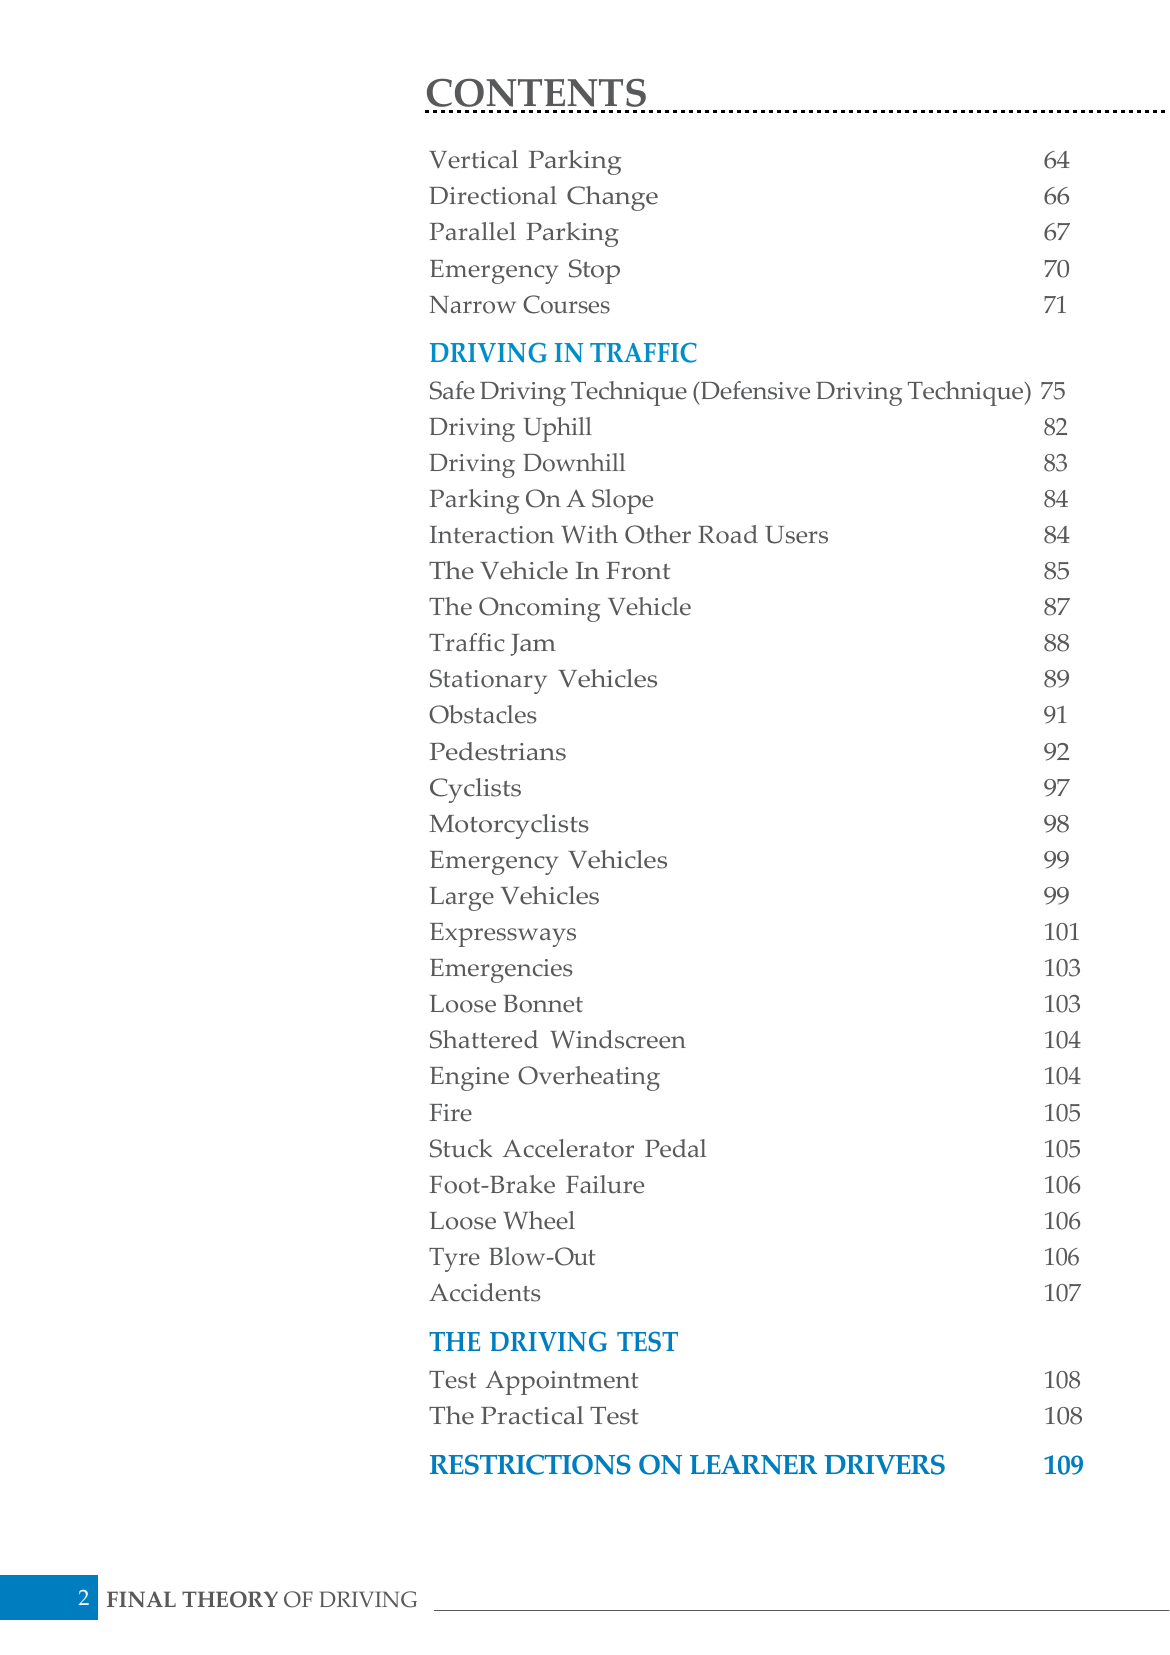 CONTENTS
Vertical Parking 64
Directional Change 66
Parallel Parking 67
Emergency Stop 70
Narrow Courses 71
DRIVING IN TRAFFIC
Safe Driving Technique (Defensive Driving Technique) 75
Driving Uphill 82
Driving Downhill 83
Parking On A Slope 84
Interaction With Other Road Users 84
The Vehicle In Front 85
The Oncoming Vehicle 87
Traffic Jam 88
Stationary Vehicles 89
Obstacles 91
Pedestrians 92
Cyclists 97
Motorcyclists 98
Emergency Vehicles 99
Large Vehicles 99
Expressways 101
Emergencies 103
Loose Bonnet 103
Shattered Windscreen 104
Engine Overheating 104
Fire 105
Stuck Accelerator Pedal 105
Foot-Brake Failure 106
Loose Wheel 106
Tyre Blow-Out 106
Accidents 107
THE DRIVING TEST
Test Appointment 108
The Practical Test 108
RESTRICTIONS ON LEARNER DRIVERS 109
2 FINAL THEORY OF DRIVING